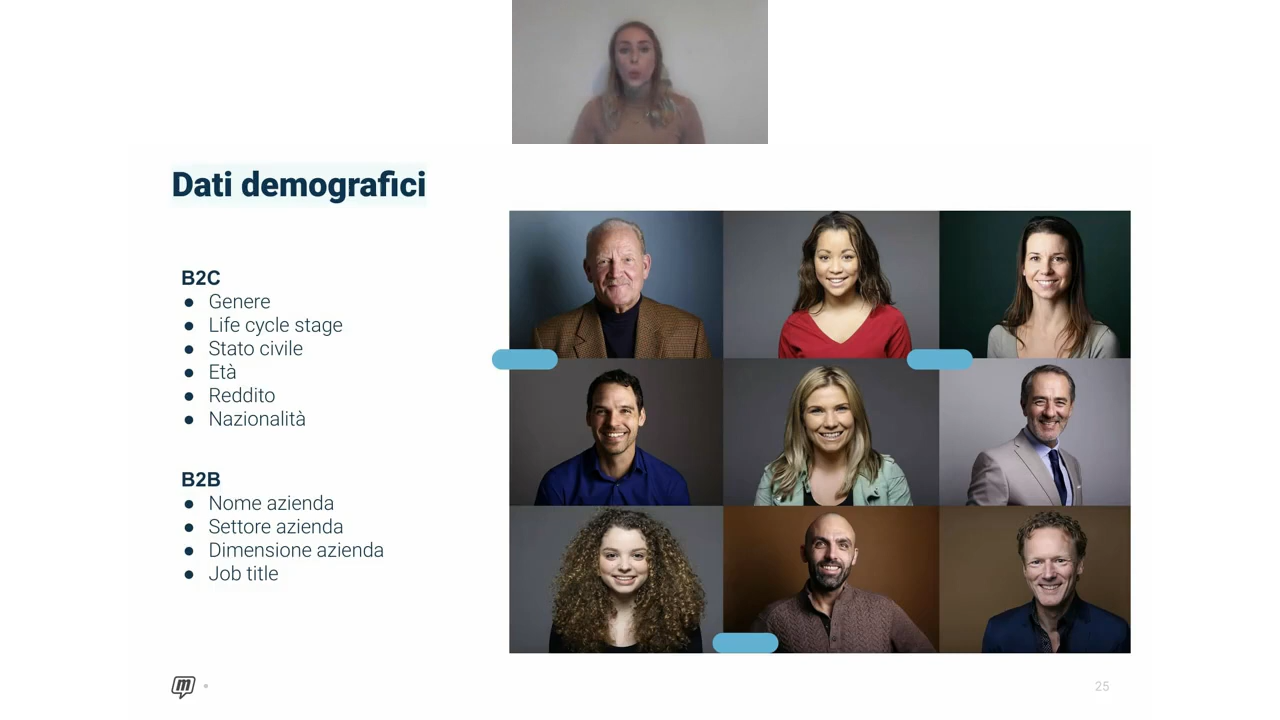 Dati demografici
B2C
● Genere
● Life cycle stage
● Stato civile
● Età
● Reddito
● Nazionalità
B2B
● Nome azienda
● Settore azienda
● Dimensione azienda
● Job title
m
25